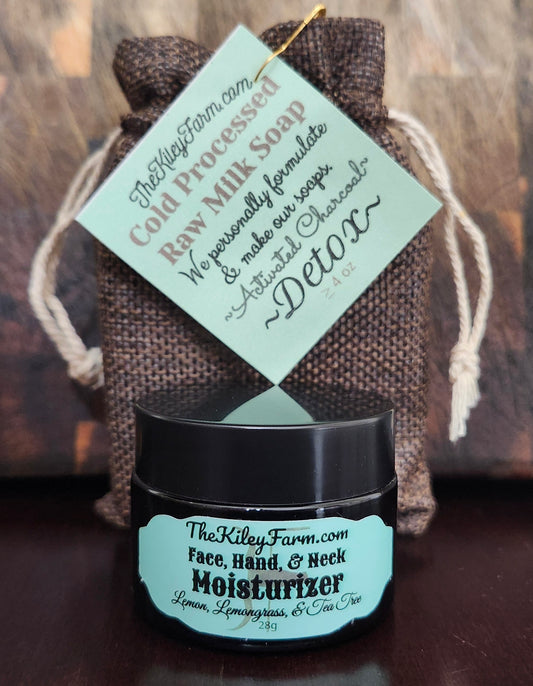 TheKileyFarm.com
Cold Processed
Raw Milk Soap
We personally formulate
& make our soaps.
~Activated Charcoal~
~Detox~
≥ 4 oz
TheKileyFarm.com
Face, Hand, & Neck
Moisturizer
Lemon, Lemongrass, & Tea Tree
28g